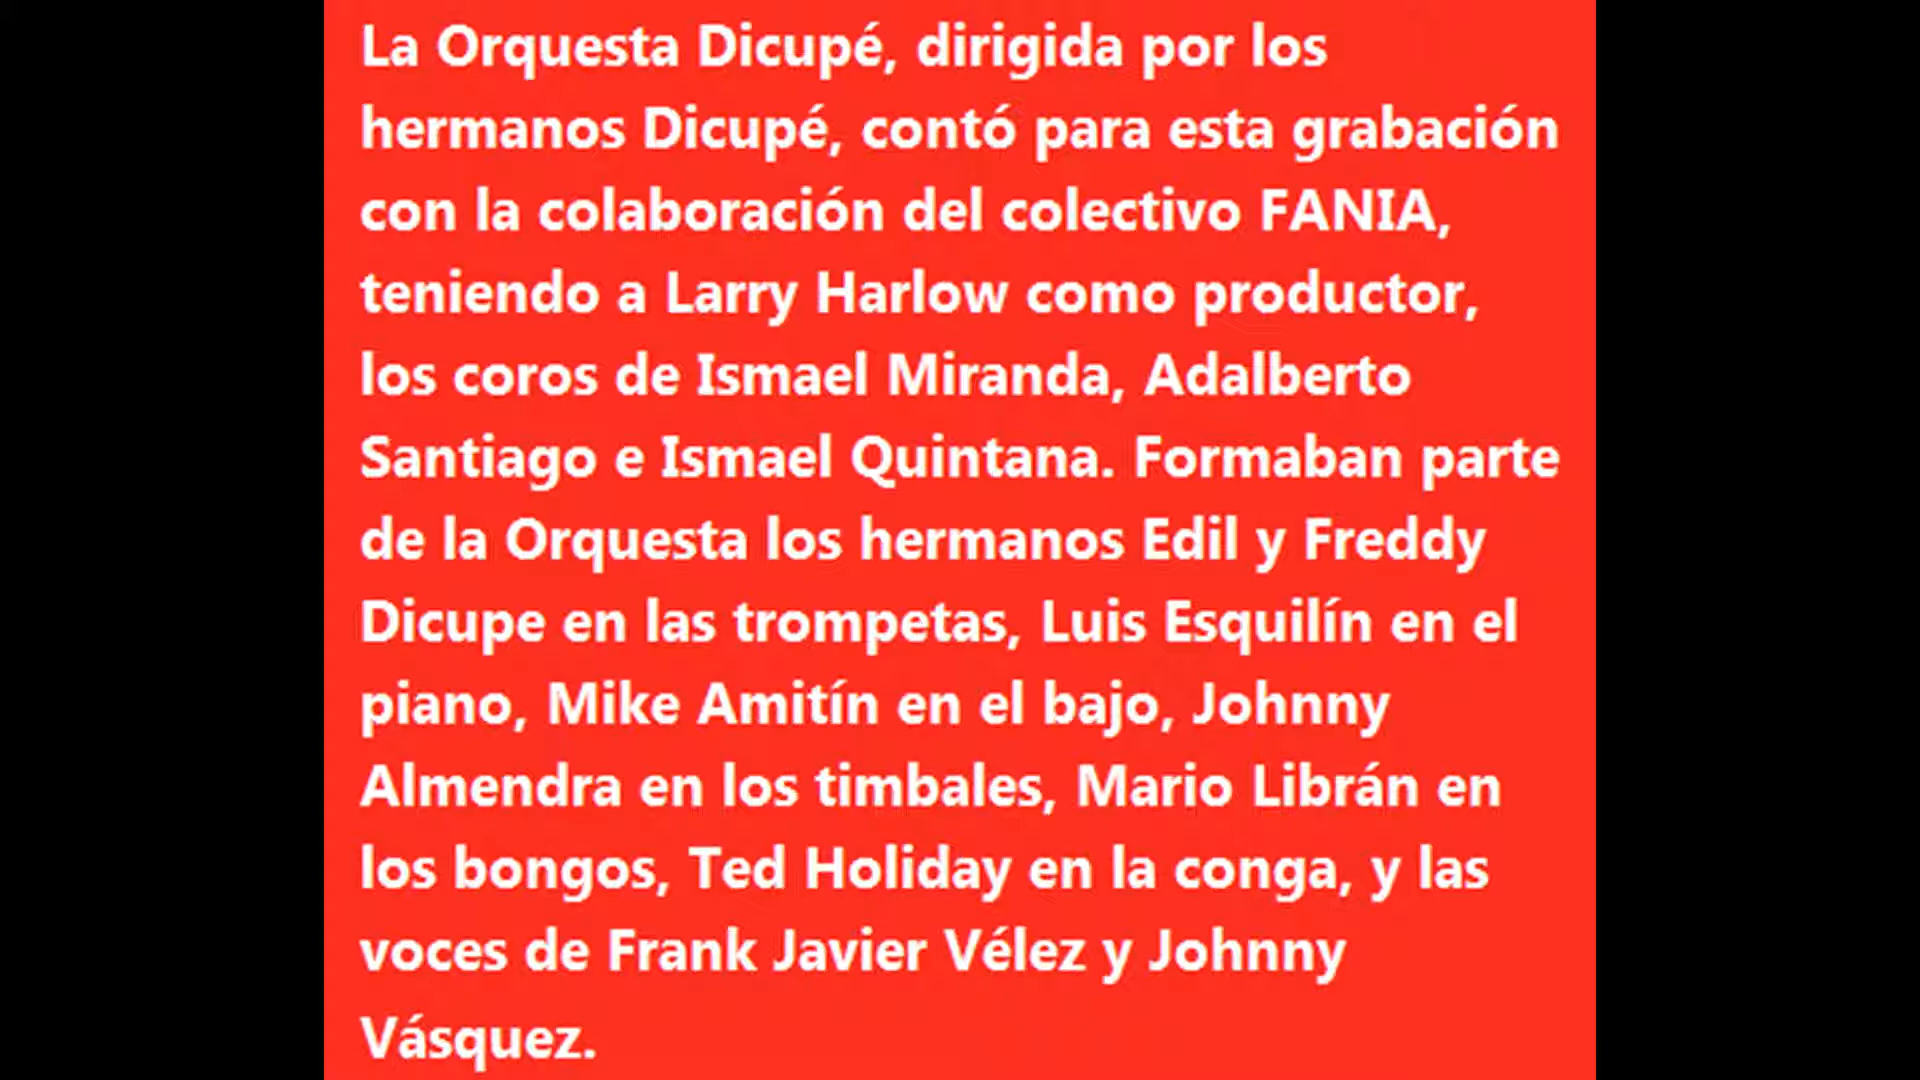 La Orquesta Dicupé, dirigida por los
hermanos Dicupé, contó para esta grabación
con la colaboración del colectivo FANIA,
teniendo a Larry Harlow como productor,
los coros de Ismael Miranda, Adalberto
Santiago e Ismael Quintana. Formaban parte
de la Orquesta los hermanos Edil y Freddy
Dicupe en las trompetas, Luis Esquilín en el
piano, Mike Amitín en el bajo, Johnny
Almendra en los timbales, Mario Librán en
los bongos, Ted Holiday en la conga, y las
voces de Frank Javier Vélez y Johnny
Vásquez.